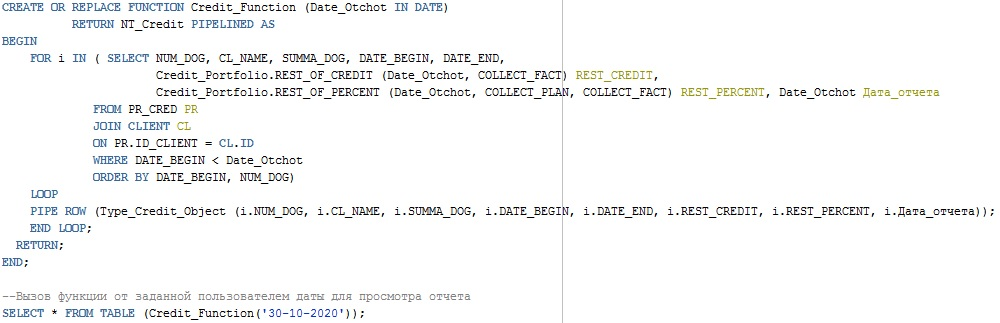 CREATE OR REPLACE FUNCTION Credit_Function (Date_Otchot IN DATE)
RETURN NT_Credit PIPELINED AS
BEGIN
FOR i IN ( SELECT NUM_DOG, CL_NAME, SUMMA_DOG, DATE_BEGIN, DATE_END,
Credit_Portfolio.REST_OF_CREDIT (Date_Otchot, COLLECT_FACT) REST_CREDIT,
Credit_Portfolio.REST_OF_PERCENT (Date_Otchot, COLLECT_PLAN, COLLECT_FACT) REST_PERCENT, Date_Otchot Дата_отчета
FROM PR_CRED PR
JOIN CLIENT CL
ON PR.ID_CLIENT = CL.ID
WHERE DATE_BEGIN < Date_Otchot
ORDER BY DATE_BEGIN, NUM_DOG)
LOOP
PIPE ROW (Type_Credit_Object (i.NUM_DOG, i.CL_NAME, i.SUMMA_DOG, i.DATE_BEGIN, i.DATE_END, i.REST_CREDIT, i.REST_PERCENT, i.Дата_отчета));
END LOOP;
RETURN;
END;
--Вызов функции от заданной пользователем даты для просмотра отчета
SELECT * FROM TABLE (Credit_Function('30-10-2020'));